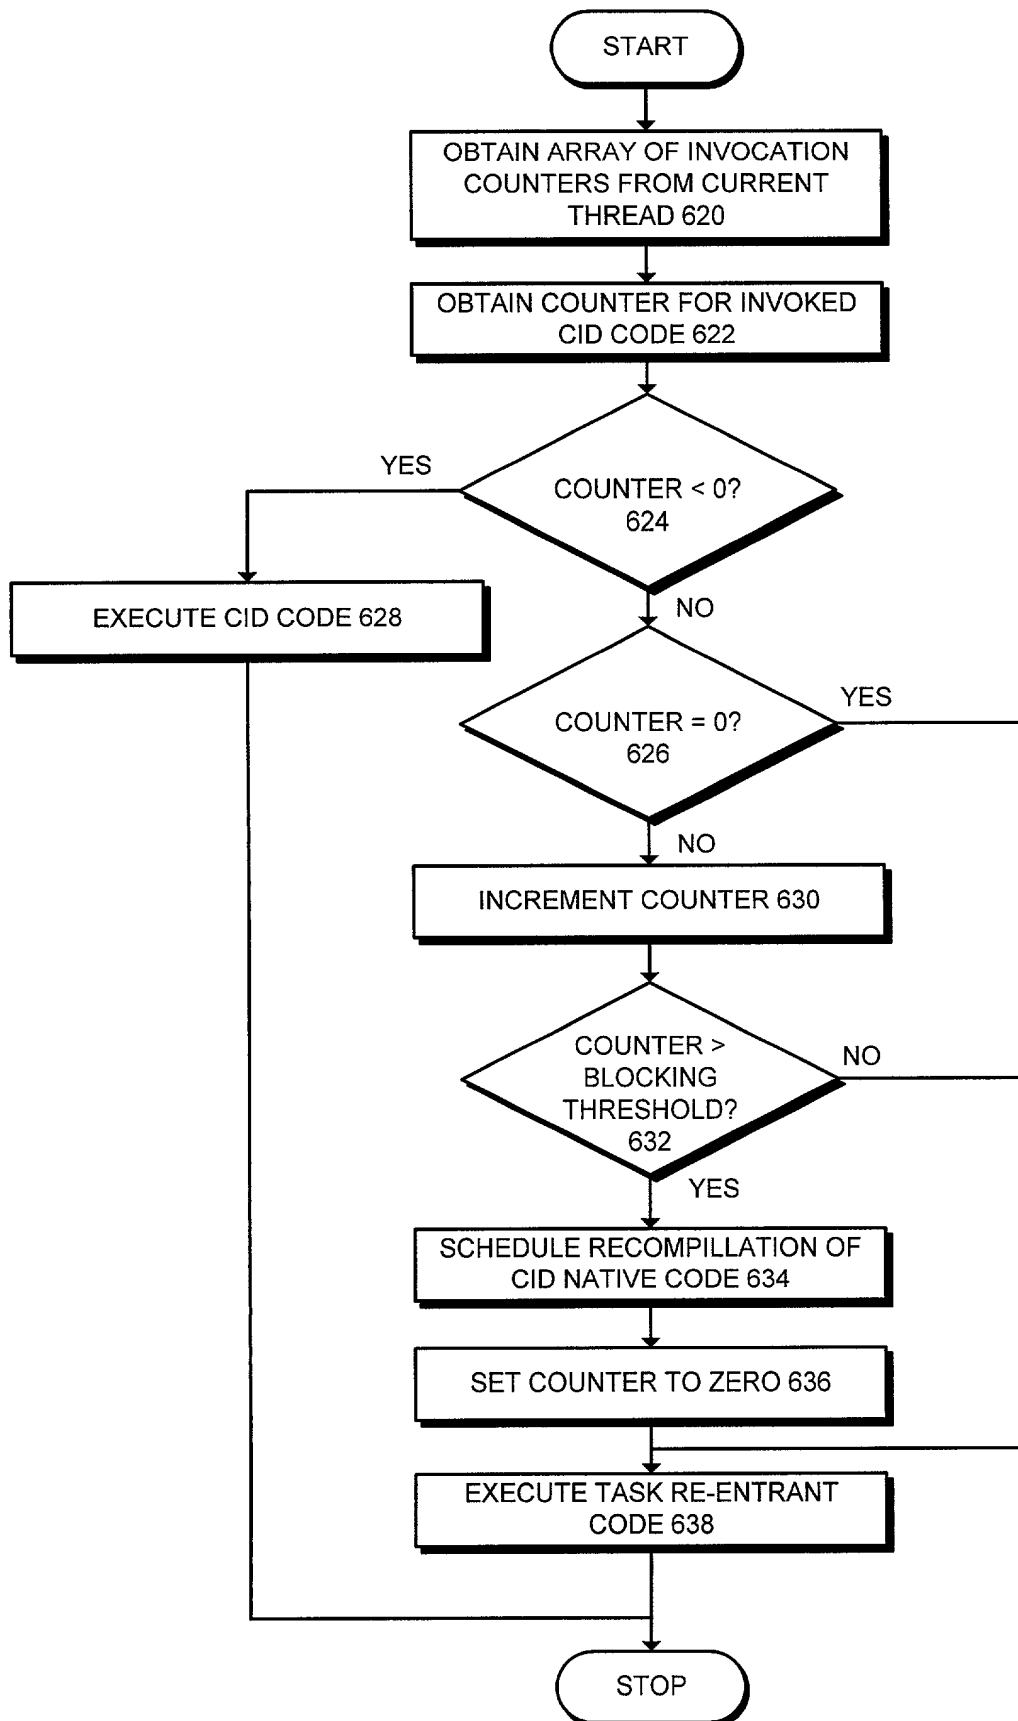 START
OBTAIN ARRAY OF INVOCATION
COUNTERS FROM CURRENT
THREAD 620
OBTAIN COUNTER FOR INVOKED
CID CODE 622
YES
COUNTER < 0?
624
EXECUTE CID CODE 628
NO
YES
COUNTER = 0?
626
NO
INCREMENT COUNTER 630
COUNTER >
BLOCKING
THRESHOLD?
632
NO
YES
SCHEDULE RECOMPILLATION OF
CID NATIVE CODE 634
SET COUNTER TO ZERO 636
EXECUTE TASK RE-ENTRANT
CODE 638
STOP